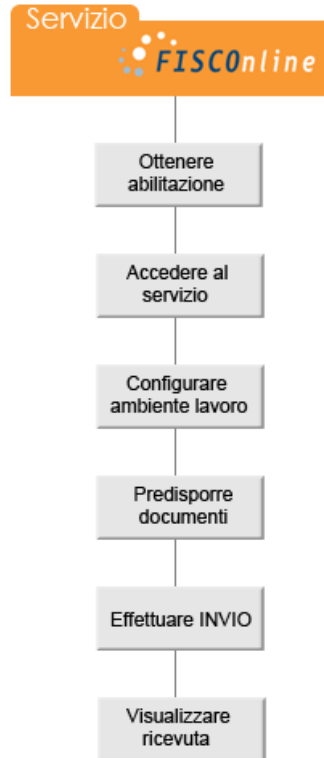 Servizio
FISCOnline
Ottenere
abilitazione
Accedere al
servizio
Configurare
ambiente lavoro
Predisporre
documenti
Effettuare INVIO
Visualizzare
ricevuta